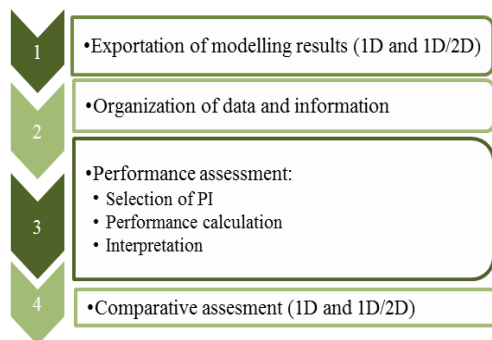 1
•Exportation of modelling results (1D and 1D/2D)
2
•Organization of data and information
3
•Performance assessment:
• Selection of PI
• Performance calculation
• Interpretation
4
•Comparative assesment (1D and 1D/2D)